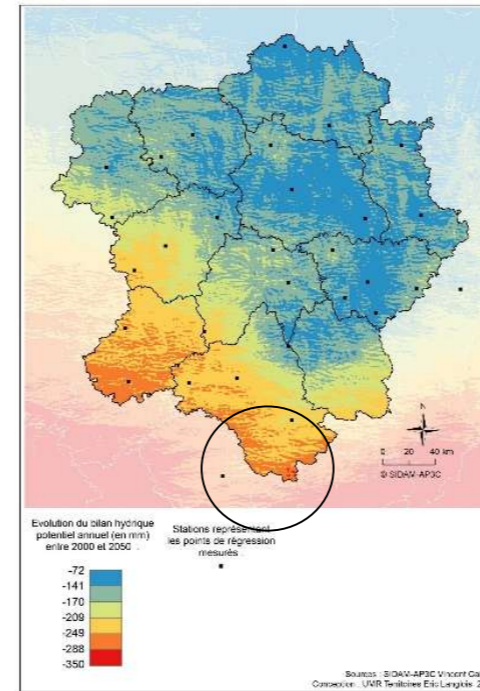 N
0 20 40 km
© SIDAM-AP3C
Evolution du bilan hydrique
potentiel annuel (en mm)
entre 2000 et 2050 .
Stations représentant
les points de régression
mesurés .
-72
-141
-170
-209
-249
-288
-350
Sources : SIDAM-AP3C Vincent
Conception : UMR Territoires Eric Langlois